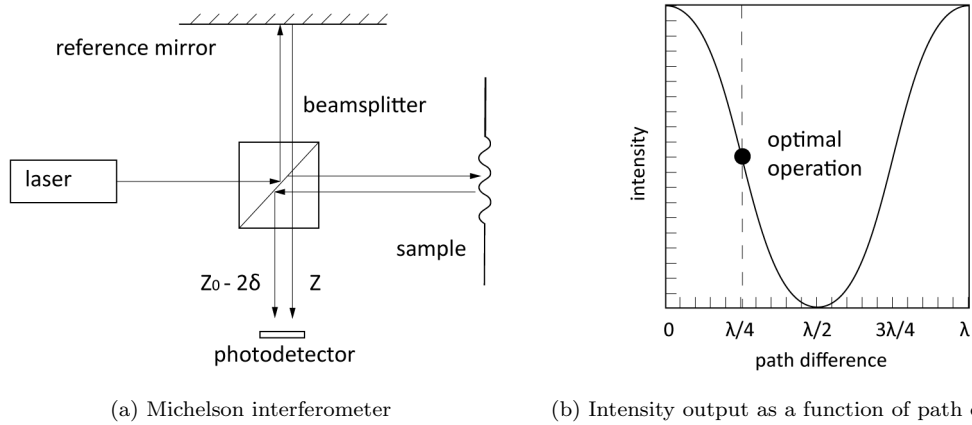 reference mirror
beamsplitter
laser
sample
Z₀ - 2δ
Z
photodetector
(a) Michelson interferometer
intensity
optimal
operation
0
λ/4
λ/2
3λ/4
λ
path difference
(b) Intensity output as a function of path